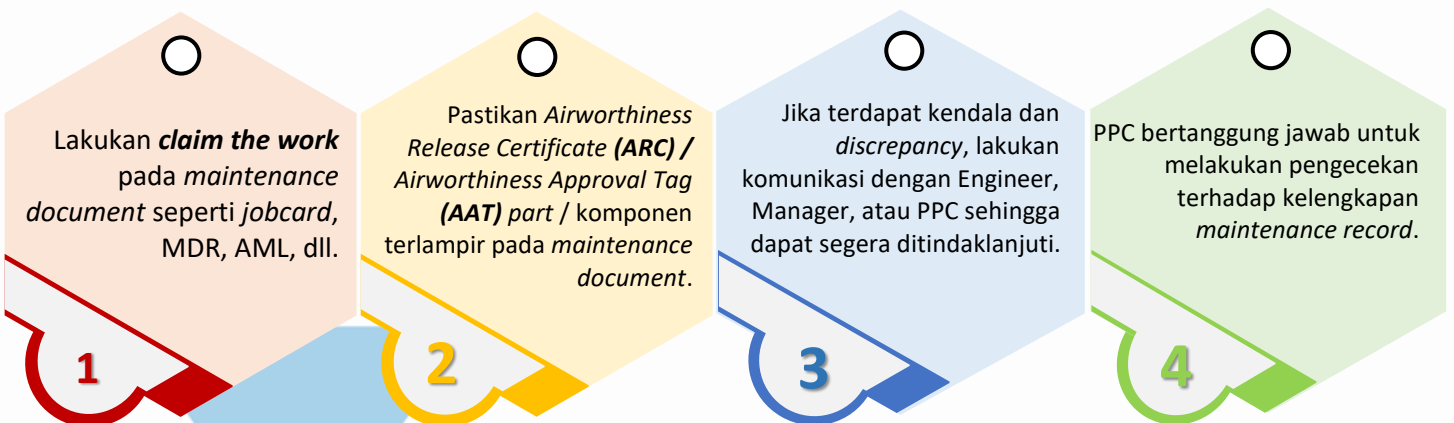 Lakukan claim the work
pada maintenance
document seperti jobcard,
MDR, AML, dll.
1
Pastikan Airworthiness
Release Certificate (ARC) /
Airworthiness Approval Tag
(AAT) part / komponen
terlampir pada maintenance
document.
2
Jika terdapat kendala dan
discrepancy, lakukan
komunikasi dengan Engineer,
Manager, atau PPC sehingga
dapat segera ditindaklanjuti.
3
PPC bertanggung jawab untuk
melakukan pengecekan
terhadap kelengkapan
maintenance record.
4